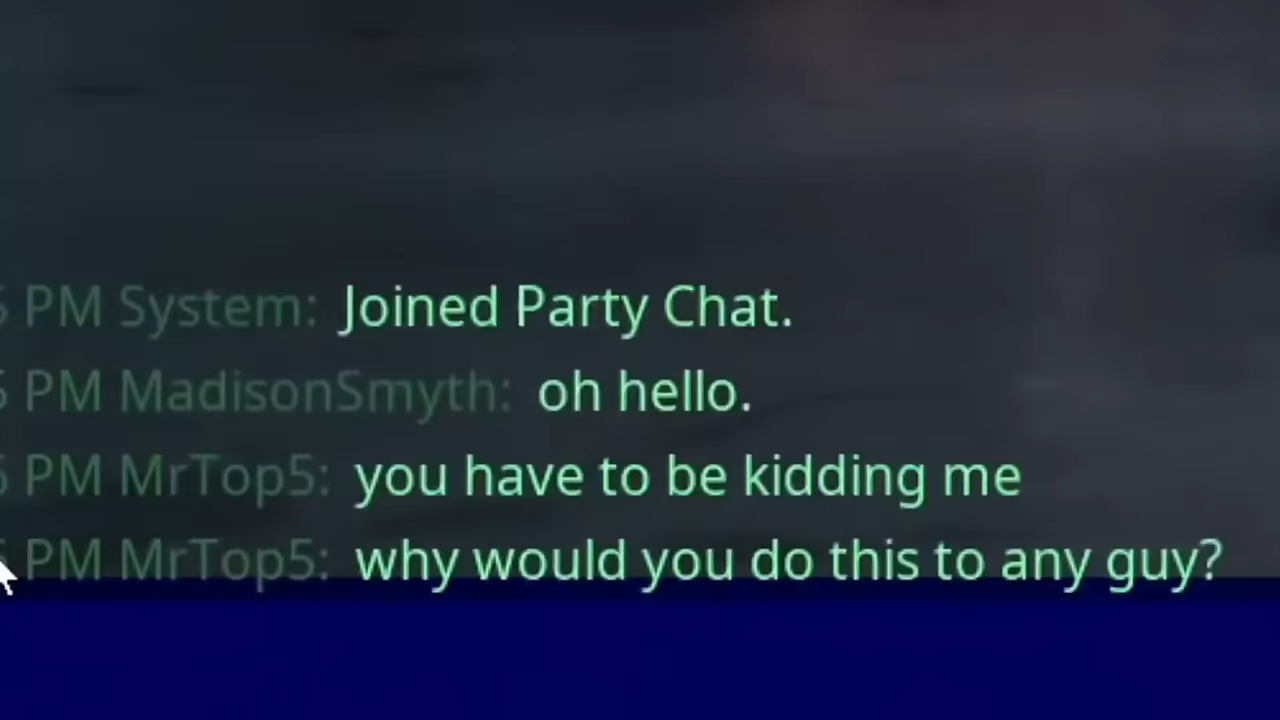 PM System: Joined Party Chat.
PM MadisonSmyth: oh hello.
PM MrTop5: you have to be kidding me
PM MrTop5: why would you do this to any guy?